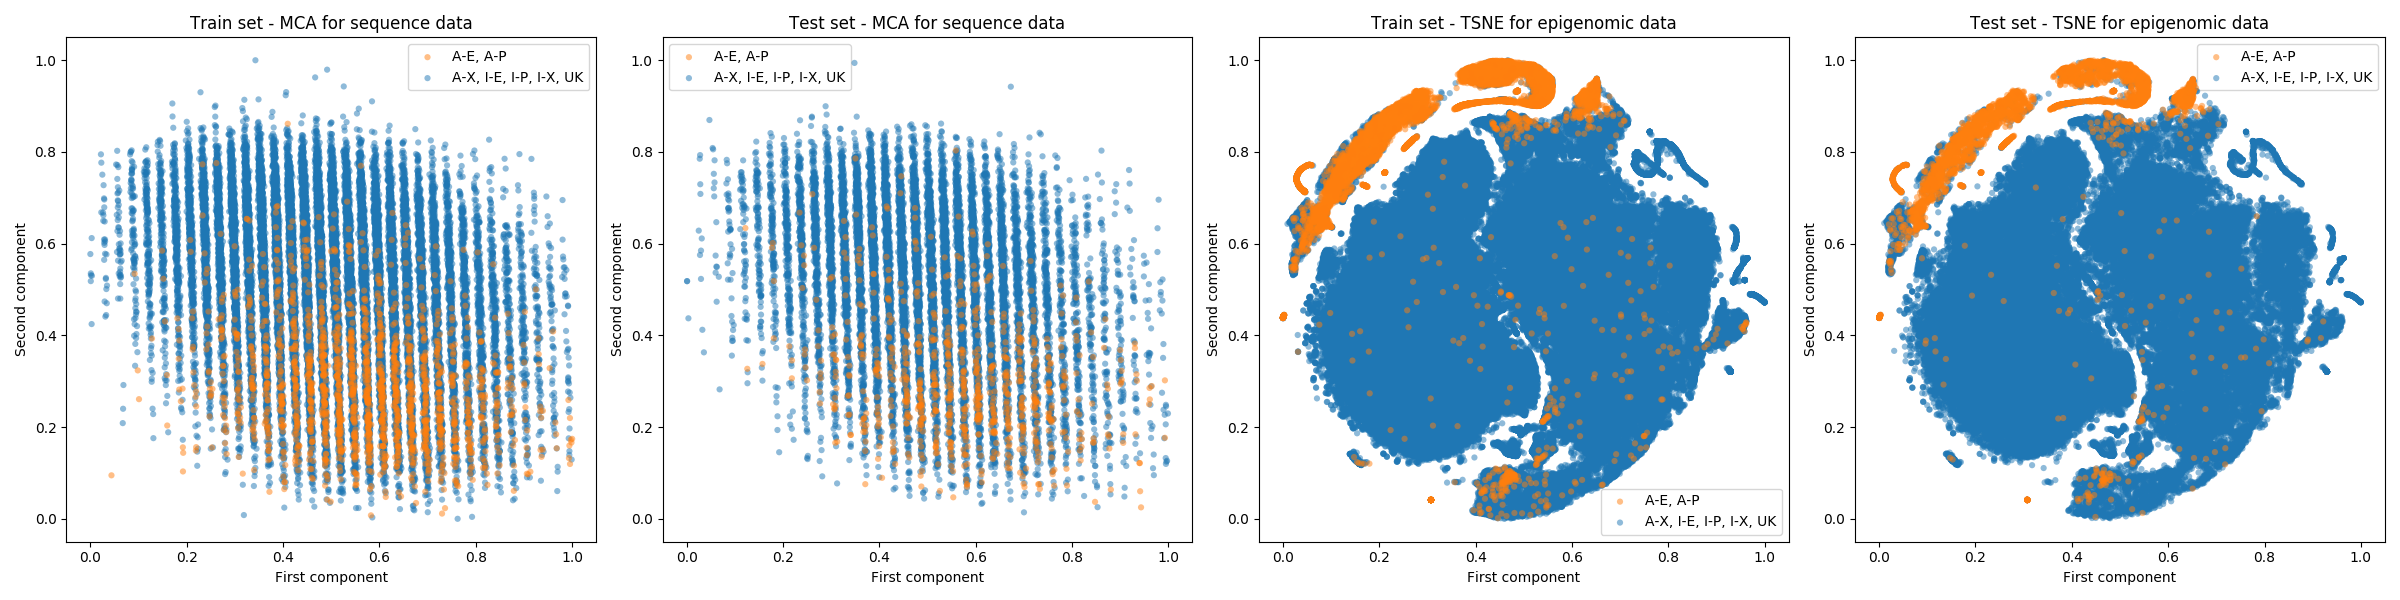 Train set - MCA for sequence data
A-E, A-P
A-X, I-E, I-P, I-X, UK
Second component
1.0
0.8
0.6
0.4
0.2
0.0
0.0 0.2 0.4 0.6 0.8 1.0
First component
Test set - MCA for sequence data
A-E, A-P
A-X, I-E, I-P, I-X, UK
Second component
1.0
0.8
0.6
0.4
0.2
0.0
0.0 0.2 0.4 0.6 0.8 1.0
First component
Train set - TSNE for epigenomic data
Second component
1.0
0.8
0.6
0.4
0.2
0.0
A-E, A-P
A-X, I-E, I-P, I-X, UK
0.0 0.2 0.4 0.6 0.8 1.0
First component
Test set - TSNE for epigenomic data
A-E, A-P
A-X, I-E, I-P, I-X, UK
Second component
1.0
0.8
0.6
0.4
0.2
0.0
0.0 0.2 0.4 0.6 0.8 1.0
First component